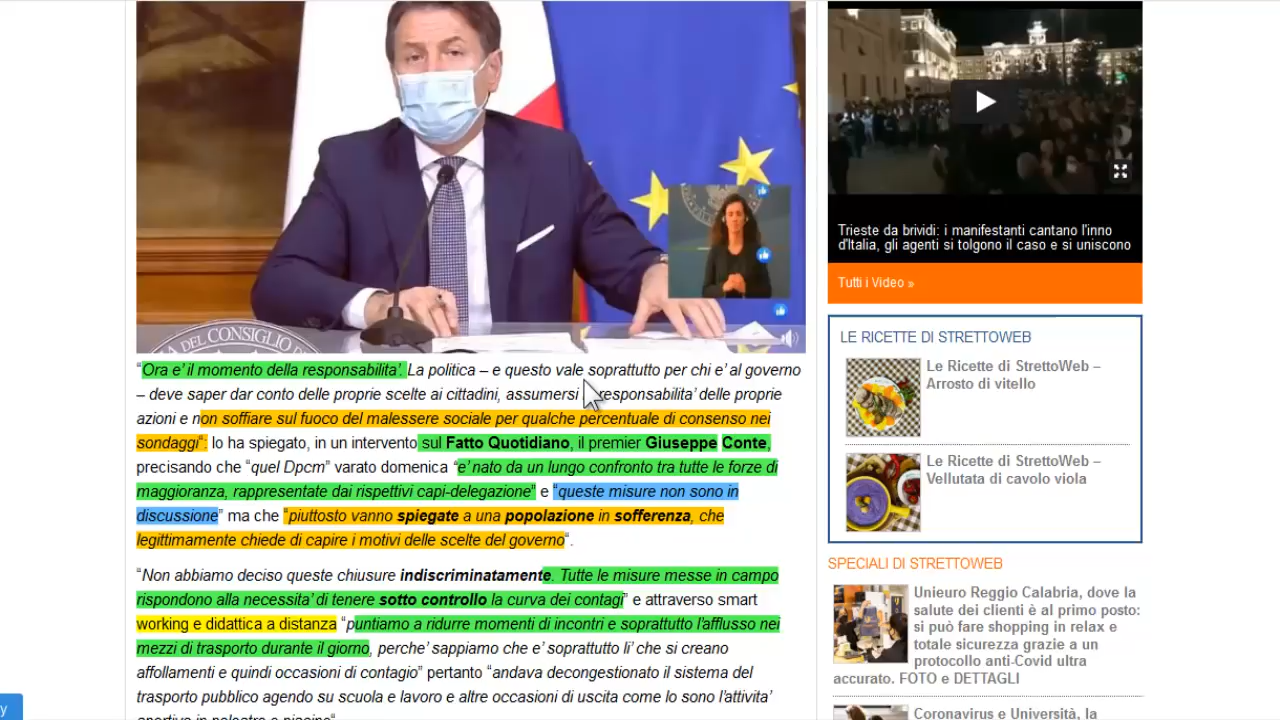 DEL CONSIGLIO
“Ora e’ il momento della responsabilita’. La politica – e questo vale soprattutto per chi e’ al governo
– deve saper dar conto delle proprie scelte ai cittadini, assumersi responsabilita’ delle proprie
azioni e non soffiare sul fuoco del malessere sociale per qualche percentuale di consenso nei
sondaggi“: lo ha spiegato, in un intervento sul Fatto Quotidiano, il premier Giuseppe Conte,
precisando che “quel Dpcm” varato domenica “e’ nato da un lungo confronto tra tutte le forze di
maggioranza, rappresentate dai rispettivi capi-delegazione” e “queste misure non sono in
discussione” ma che “piuttosto vanno spiegate a una popolazione in sofferenza, che
legittimamente chiede di capire i motivi delle scelte del governo“.
“Non abbiamo deciso queste chiusure indiscriminatamente. Tutte le misure messe in campo
rispondono alla necessita’ di tenere sotto controllo la curva dei contagi” e attraverso smart
working e didattica a distanza “puntiamo a ridurre momenti di incontri e soprattutto l’afflusso nei
mezzi di trasporto durante il giorno, perche’ sappiamo che e’ soprattutto li’ che si creano
affollamenti e quindi occasioni di contagio” pertanto “andava decongestionato il sistema del
trasporto pubblico agendo su scuola e lavoro e altre occasioni di uscita come lo sono l’attivita’
sportiva in palestre e piscine“.
y
Trieste da brividi: i manifestanti cantano l'inno
d'Italia, gli agenti si tolgono il caso e si uniscono
Tutti i Video »
LE RICETTE DI STRETTOWEB
Le Ricette di StrettoWeb –
Arrosto di vitello
Le Ricette di StrettoWeb –
Vellutata di cavolo viola
SPECIALI DI STRETTOWEB
Unieuro Reggio Calabria, dove la
salute dei clienti è al primo posto:
si può fare shopping in relax e
totale sicurezza grazie a un
protocollo anti-Covid ultra
accurato. FOTO e DETTAGLI
Coronavirus e Università, la